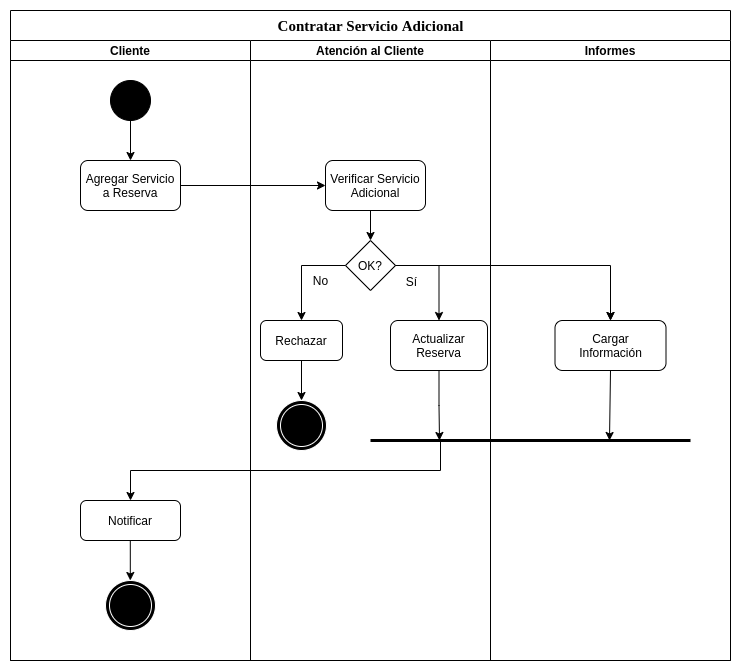 Contratar Servicio Adicional
Cliente
Atención al Cliente
Informes
Agregar Servicio
a Reserva
Verificar Servicio
Adicional
OK?
No
Sí
Rechazar
Actualizar
Reserva
Cargar
Información
Notificar